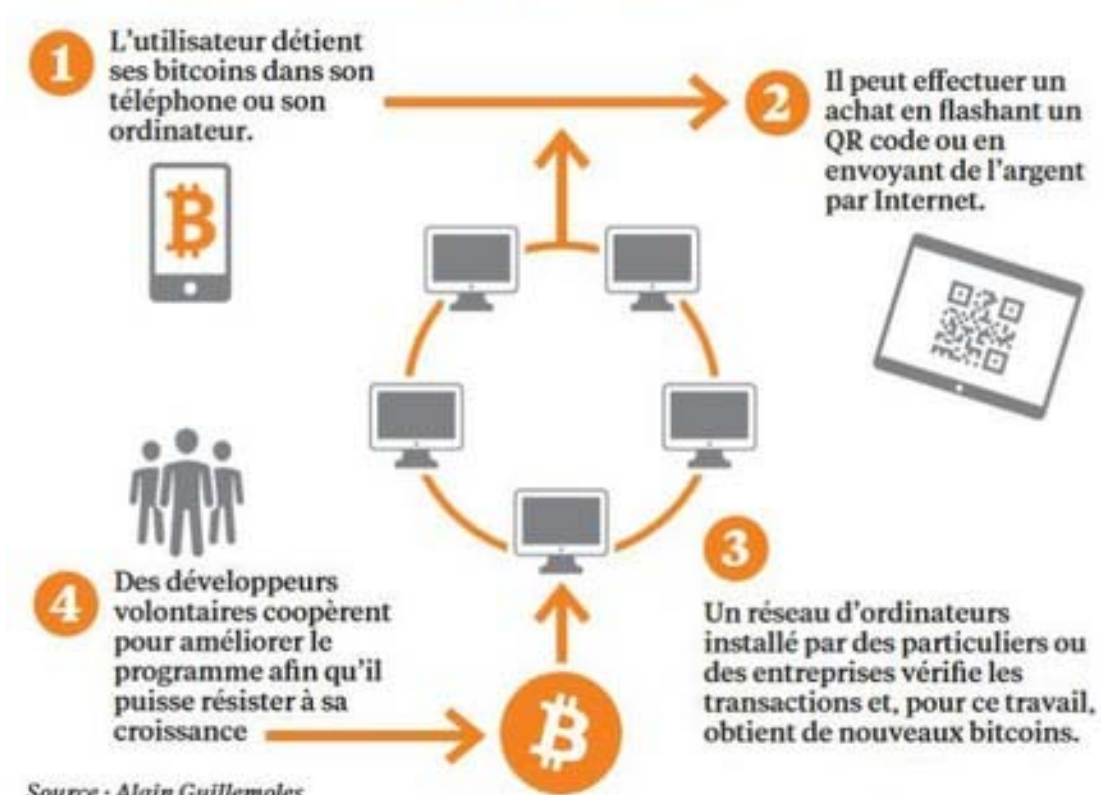 1
L'utilisateur détient
ses bitcoins dans son
téléphone ou son
ordinateur.
2
Il peut effectuer un
achat en flashant un
QR code ou en
envoyant de l'argent
par Internet.
3
Un réseau d'ordinateurs
installé par des particuliers ou
des entreprises vérifie les
transactions et, pour ce travail,
obtient de nouveaux bitcoins.
4
Des développeurs
volontaires coopèrent
pour améliorer le
programme afin qu'il
puisse résister à sa
croissance
Source : Alain Guillemoles